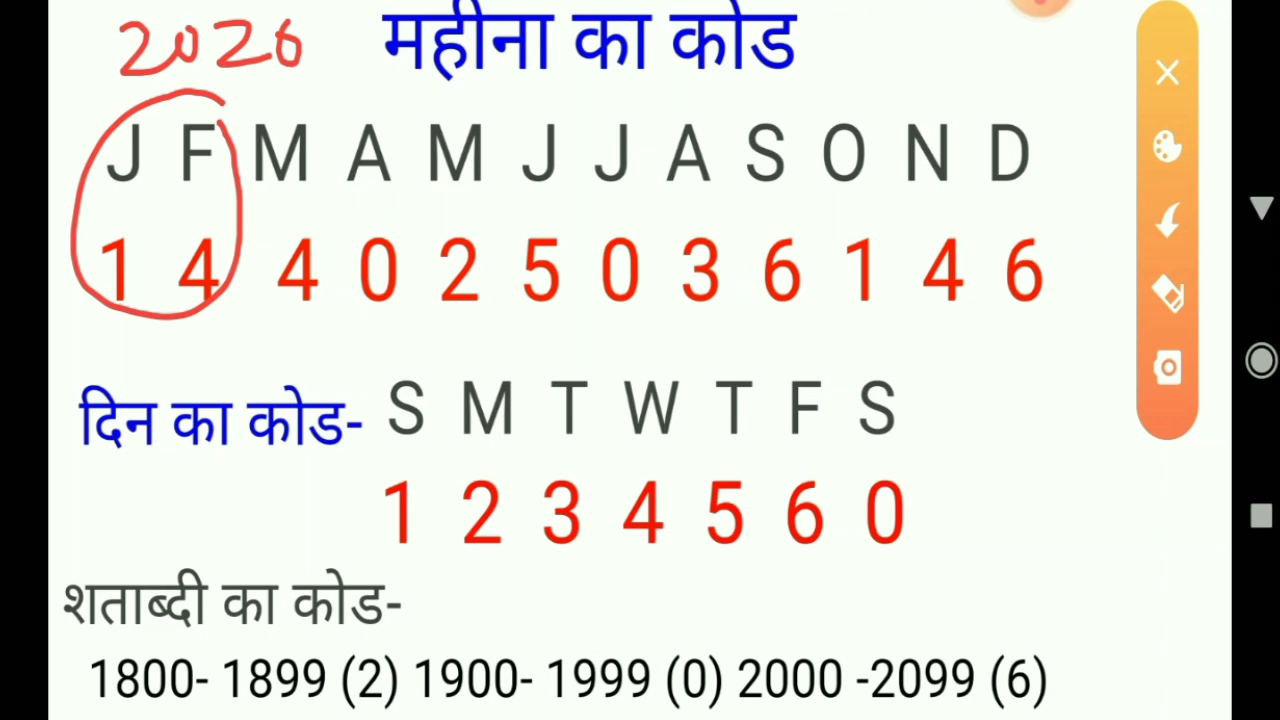 2026 महीना का कोड
J F M A M J J A S O N D
1 4 4 0 2 5 0 3 6 1 4 6
दिन का कोड- S M T W T F S
1 2 3 4 5 6 0
शताब्दी का कोड-
1800- 1899 (2) 1900- 1999 (0) 2000 -2099 (6)